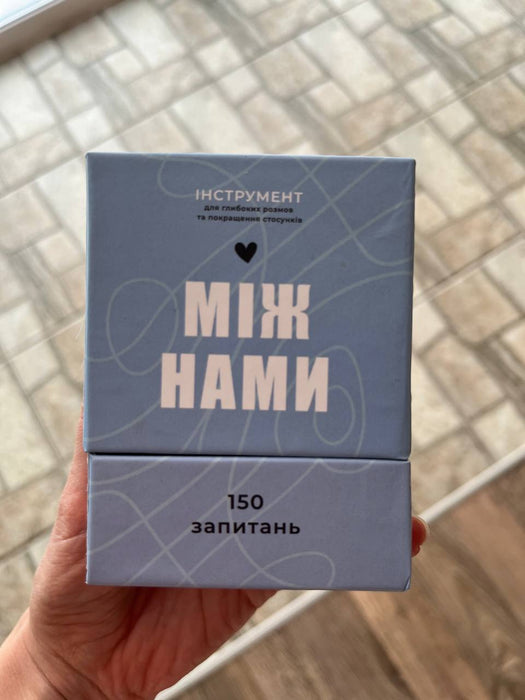 ІНСТРУМЕНТ
для глибоких розмов
та покращення стосунків
МІЖ
НАМИ
150
запитань